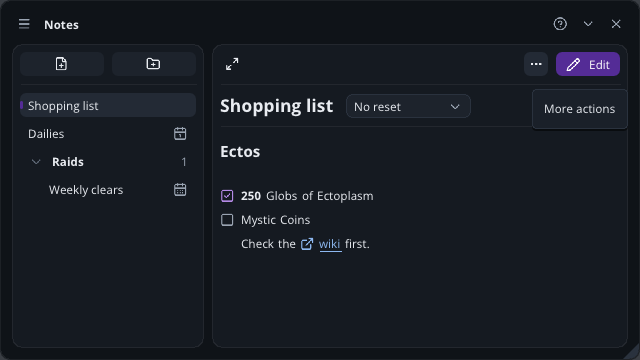 Notes
Edit
Shopping list
Dailies
Raids 1
Weekly clears
Shopping list No reset
More actions
Ectos
250 Globs of Ectoplasm
Mystic Coins
Check the wiki first.